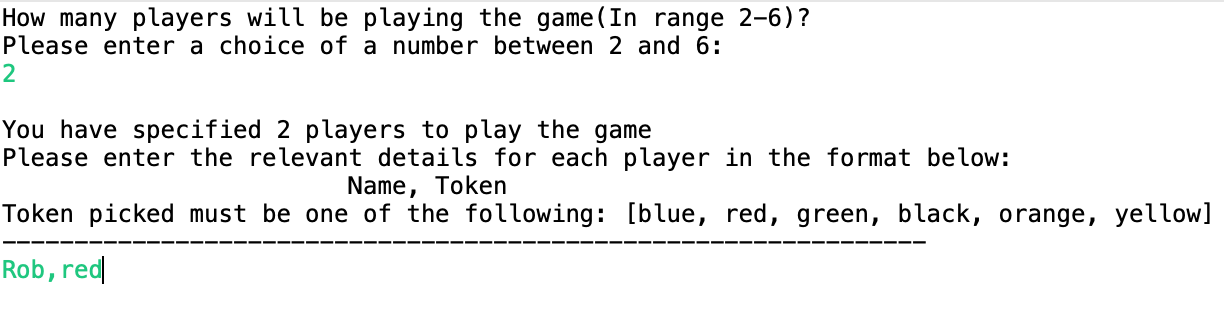 How many players will be playing the game(In range 2-6)?
Please enter a choice of a number between 2 and 6:
2
You have specified 2 players to play the game
Please enter the relevant details for each player in the format below:
Name, Token
Token picked must be one of the following: [blue, red, green, black, orange, yellow]
----------------------------------------------------------------
Rob,red